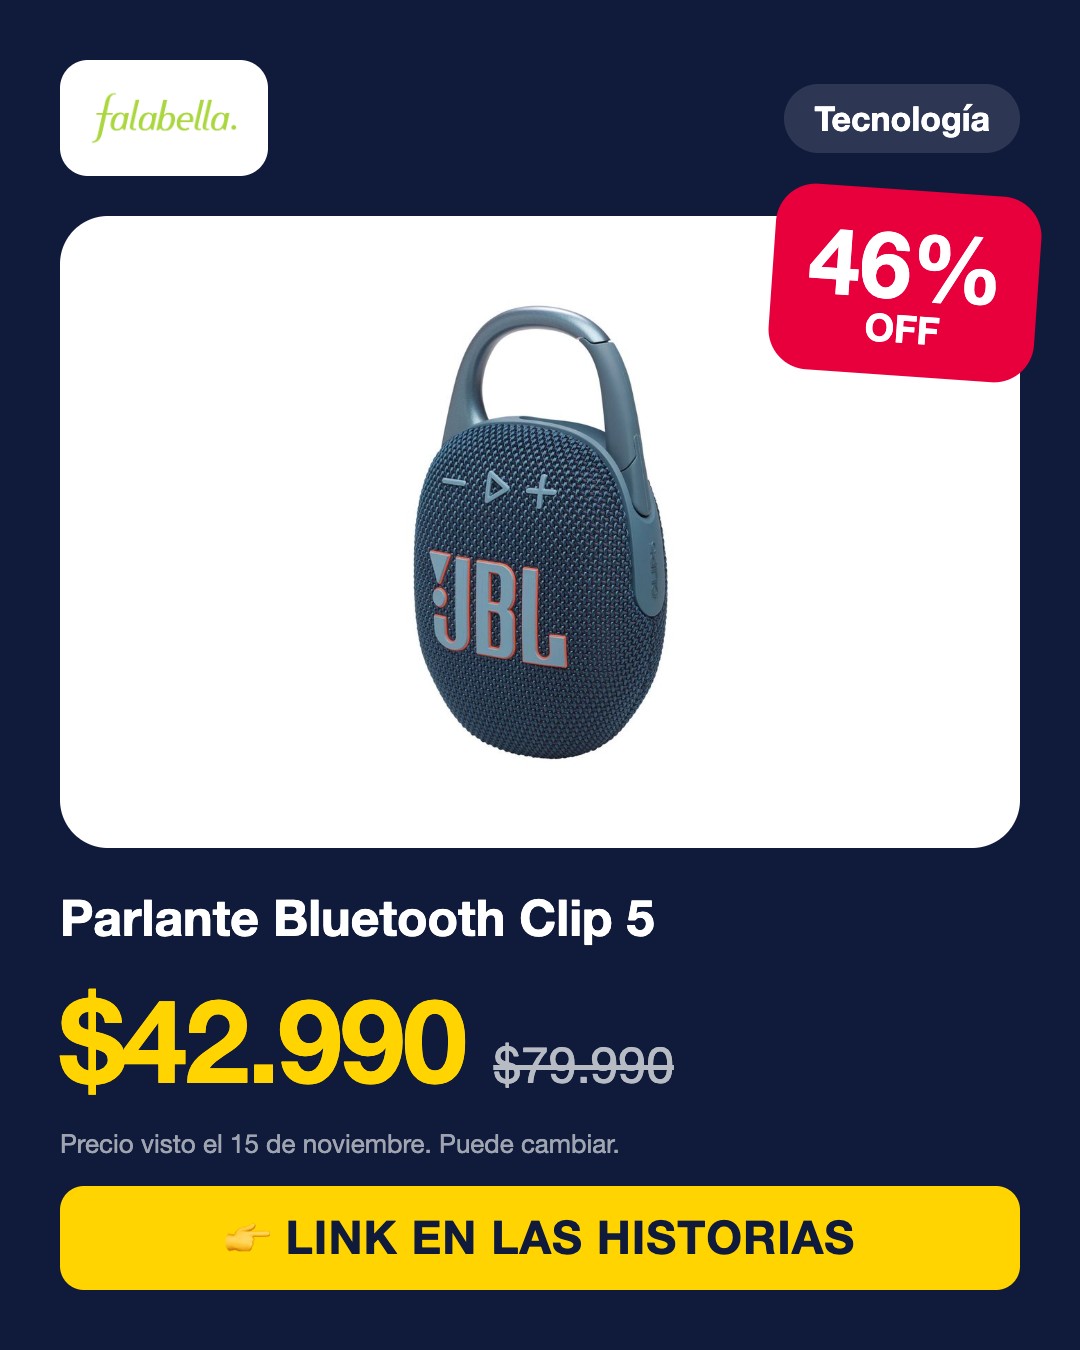 falabella.
Tecnología
46%
OFF
JBL
Parlante Bluetooth Clip 5
$42.990 $79.990
Precio visto el 15 de noviembre. Puede cambiar.
👉 LINK EN LAS HISTORIAS